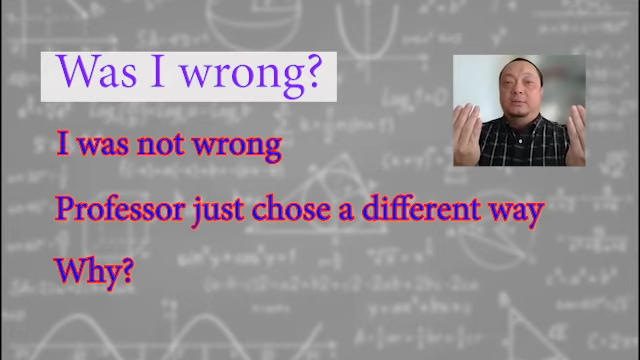 Was I wrong?
I was not wrong
Professor just chose a different way
Why?